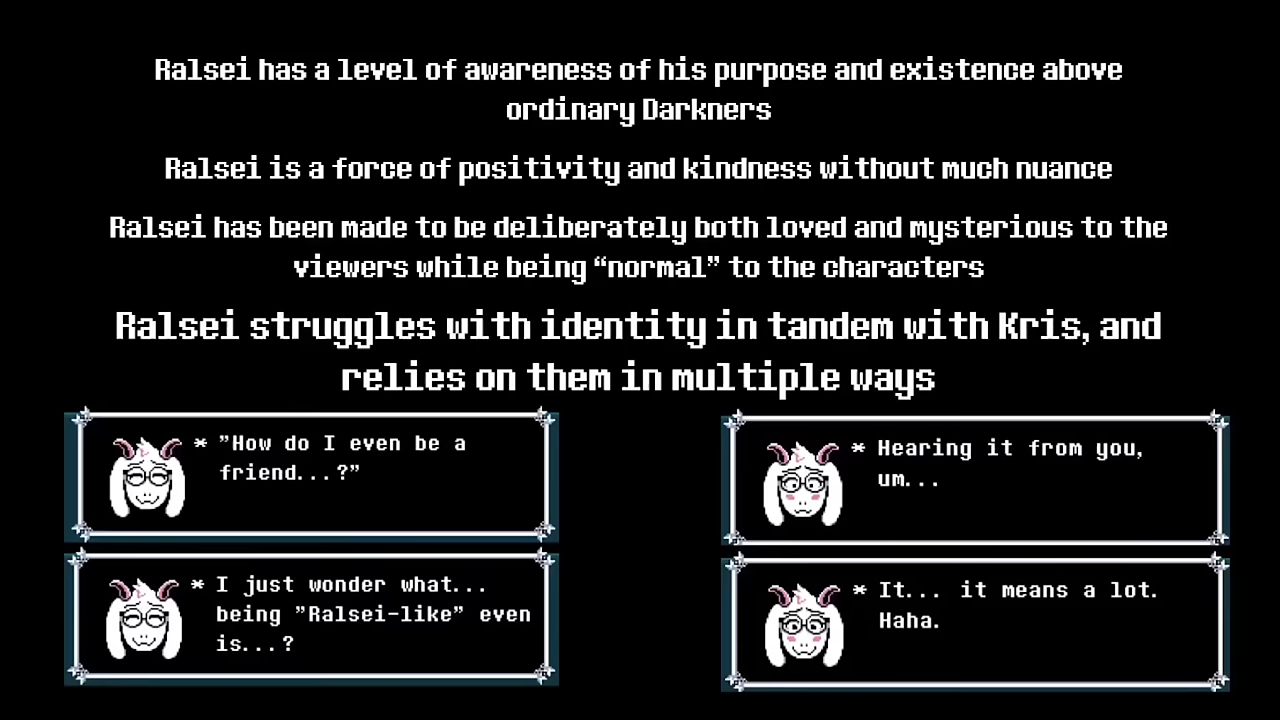 Ralsei has a level of awareness of his purpose and existence above
ordinary Darkners
Ralsei is a force of positivity and kindness without much nuance
Ralsei has been made to be deliberately both loved and mysterious to the
viewers while being “normal” to the characters
Ralsei struggles with identity in tandem with Kris, and
relies on them in multiple ways
* "How do I even be a
friend...?"
* I just wonder what...
being "Ralsei-like" even
is...?
* Hearing it from you,
um...
* It... it means a lot.
Haha.